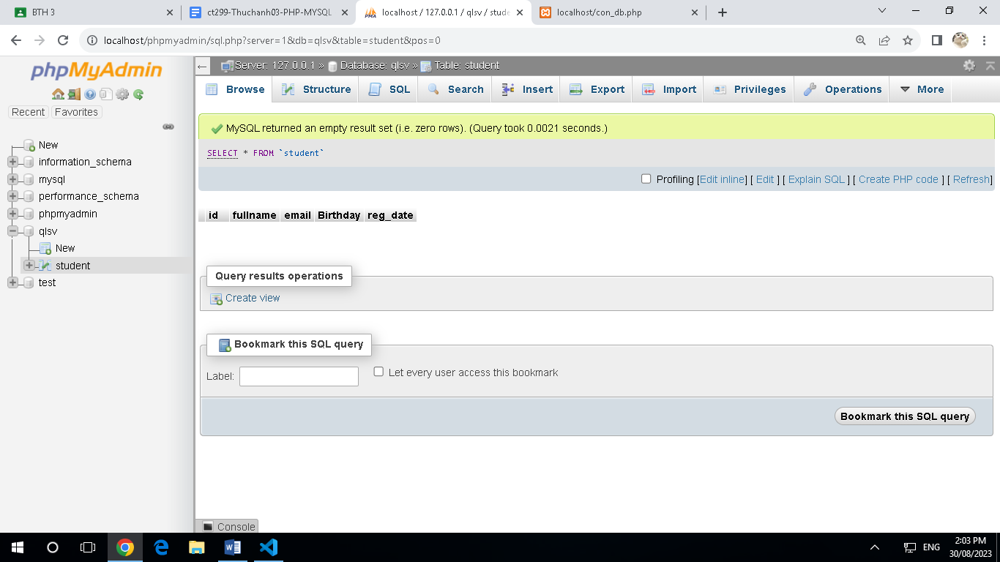 BTH 3
ct299-Thuchanh03-PHP-MYSQL
localhost / 127.0.0.1 / qlsv / stude
localhost/con_db.php
localhost/phpmyadmin/sql.php?server=1&db=qlsv&table=student&pos=0
phpMyAdmin
Recent Favorites
New
information_schema
mysql
performance_schema
phpmyadmin
qlsv
New
student
test
Server: 127.0.0.1 » Database: qlsv » Table: student
Browse Structure SQL Search Insert Export Import Privileges Operations More
MySQL returned an empty result set (i.e. zero rows). (Query took 0.0021 seconds.)
SELECT * FROM `student`
Profiling [Edit inline] [ Edit ] [ Explain SQL ] [ Create PHP code ] [ Refresh]
id fullname email Birthday reg_date
Query results operations
Create view
Bookmark this SQL query
Label: Let every user access this bookmark
Bookmark this SQL query
Console
ENG
2:03 PM
30/08/2023